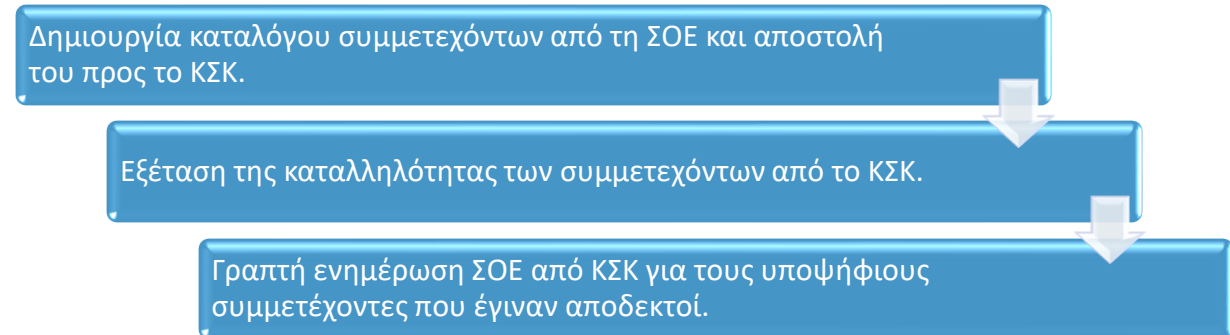 Δημιουργία καταλόγου συμμετεχόντων από τη ΣΟΕ και αποστολή
του προς το ΚΣΚ.
Εξέταση της καταλληλότητας των συμμετεχόντων από το ΚΣΚ.
Γραπτή ενημέρωση ΣΟΕ από ΚΣΚ για τους υποψήφιους
συμμετέχοντες που έγιναν αποδεκτοί.